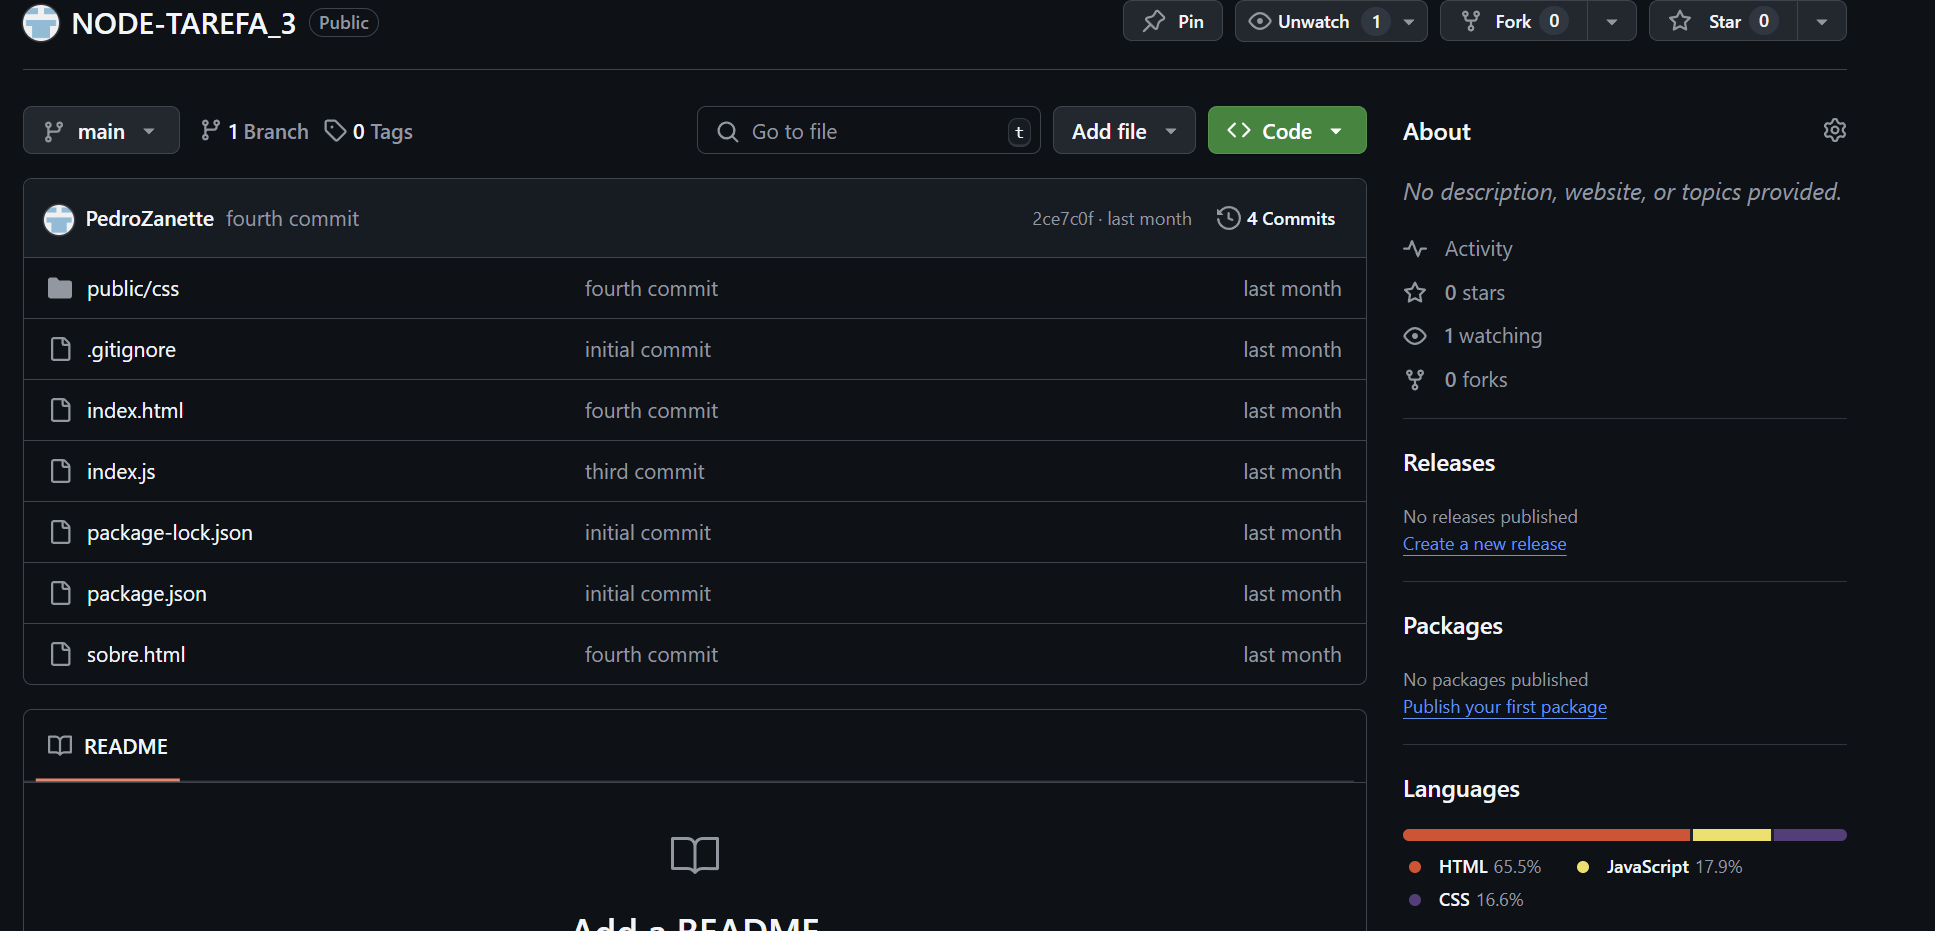 NODE-TAREFA_3 Public Pin Unwatch 1 Fork 0 Star 0
main 1 Branch 0 Tags Go to file t Add file Code
PedroZanette fourth commit 2ce7c0f · last month 4 Commits
public/css fourth commit last month
.gitignore initial commit last month
index.html fourth commit last month
index.js third commit last month
package-lock.json initial commit last month
package.json initial commit last month
sobre.html fourth commit last month
README
Add a README
About
No description, website, or topics provided.
Activity
0 stars
1 watching
0 forks
Releases
No releases published
Create a new release
Packages
No packages published
Publish your first package
Languages
HTML 65.5% JavaScript 17.9%
CSS 16.6%